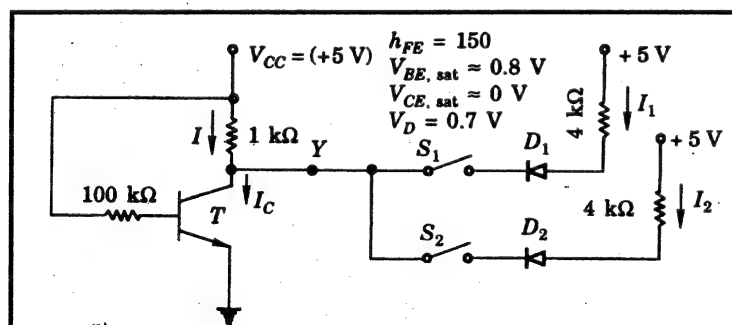 V_CC = (+5 V)
h_FE = 150
V_BE, sat ≈ 0.8 V
V_CE, sat ≈ 0 V
V_D = 0.7 V
+ 5 V
4 kΩ
I_1
+ 5 V
I
1 kΩ
Y
S_1
D_1
100 kΩ
T
I_C
4 kΩ
I_2
S_2
D_2